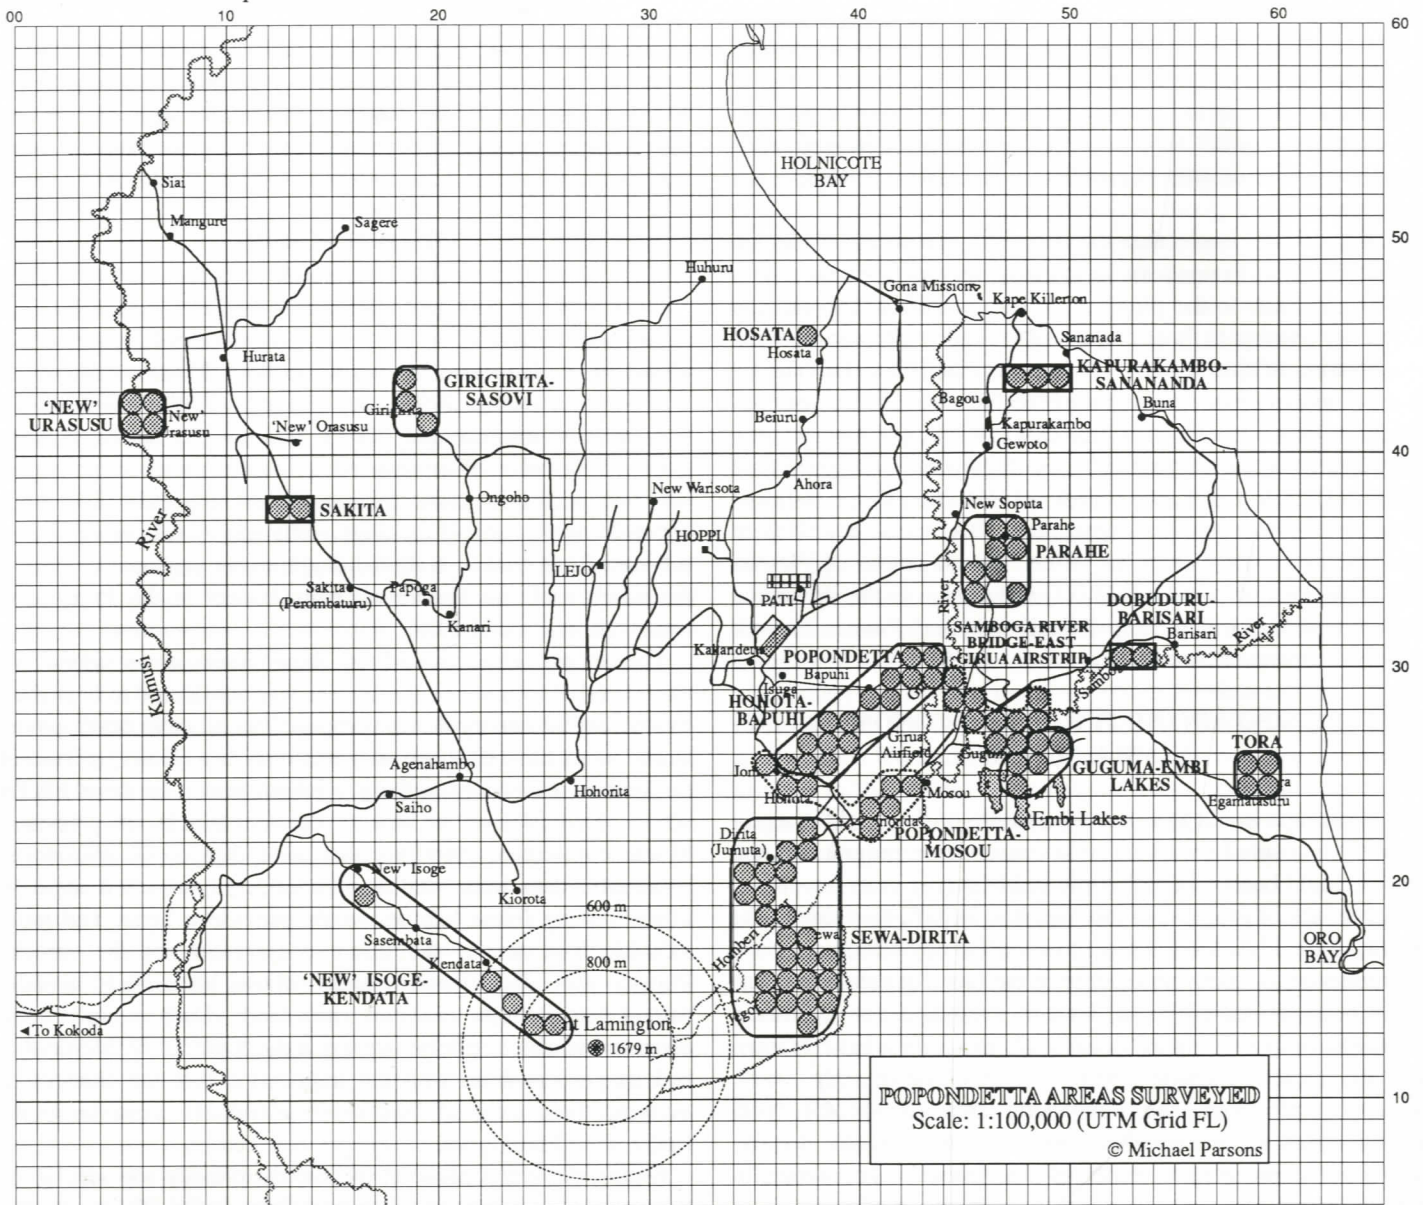 00 10 20 30 40 50 60
60
HOLNICOTE
BAY
Siai
Mangure
Sagere
50
Huhuru
Gona Mission
Kape Killerton
HOSATA
Hosata
Sananada
Hurata
GIRIGIRITA-
SASOVI
KAPURAKAMBO-
SANANANDA
'NEW'
URASUSU
New'
Bagou
Buna
Beiuru
'New' Orasusu
Kapurakambo
Gewoto
40
Ongoho
New Warisota
Ahora
SAKITA
New Soputa
River
HOPPI
Parahe
PARAHE
LEJO
Sakita
(Perombaturu)
Papoga
PATI
River
Kanari
DOBUDURU-
BARISARI
SAMBOGA RIVER
BRIDGE-EAST
GIRUA AIRSTRIP
Barisari
River
Kakandeta
POPONDETTA
30
Bapuhi
Isuga
Kumusi
HONOTA-
BAPUHI
Girua
Airfield
TORA
Agenahambo
GUGUMA-EMBI
LAKES
Hohorita
Mosou
Saiho
Egamatasuru
Embi Lakes
Dirita
(Jumuta)
POPONDETTA-
MOSOU
New' Isoge
20
Kiorota
600 m
Sasembata
SEWA-DIRITA
ORO
BAY
Kendata
800 m
'NEW' ISOGE-
KENDATA
To Kokoda
nt Lamington
1679 m
POPONDETTA AREAS SURVEYED
10
Scale: 1:100,000 (UTM Grid FL)
© Michael Parsons